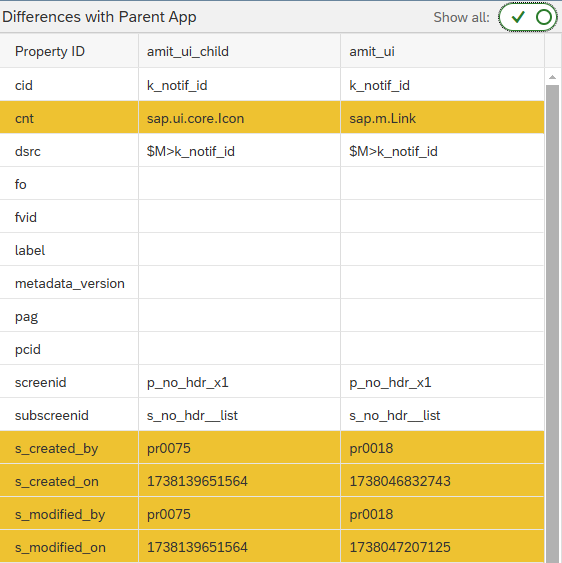 Differences with Parent App Show all:
Property ID amit_ui_child amit_ui
cid k_notif_id k_notif_id
cnt sap.ui.core.Icon sap.m.Link
dsrc $M>k_notif_id $M>k_notif_id
fo
fvid
label
metadata_version
pag
pcid
screenid p_no_hdr_x1 p_no_hdr_x1
subscreenid s_no_hdr__list s_no_hdr__list
s_created_by pr0075 pr0018
s_created_on 1738139651564 1738046832743
s_modified_by pr0075 pr0018
s_modified_on 1738139651564 1738047207125